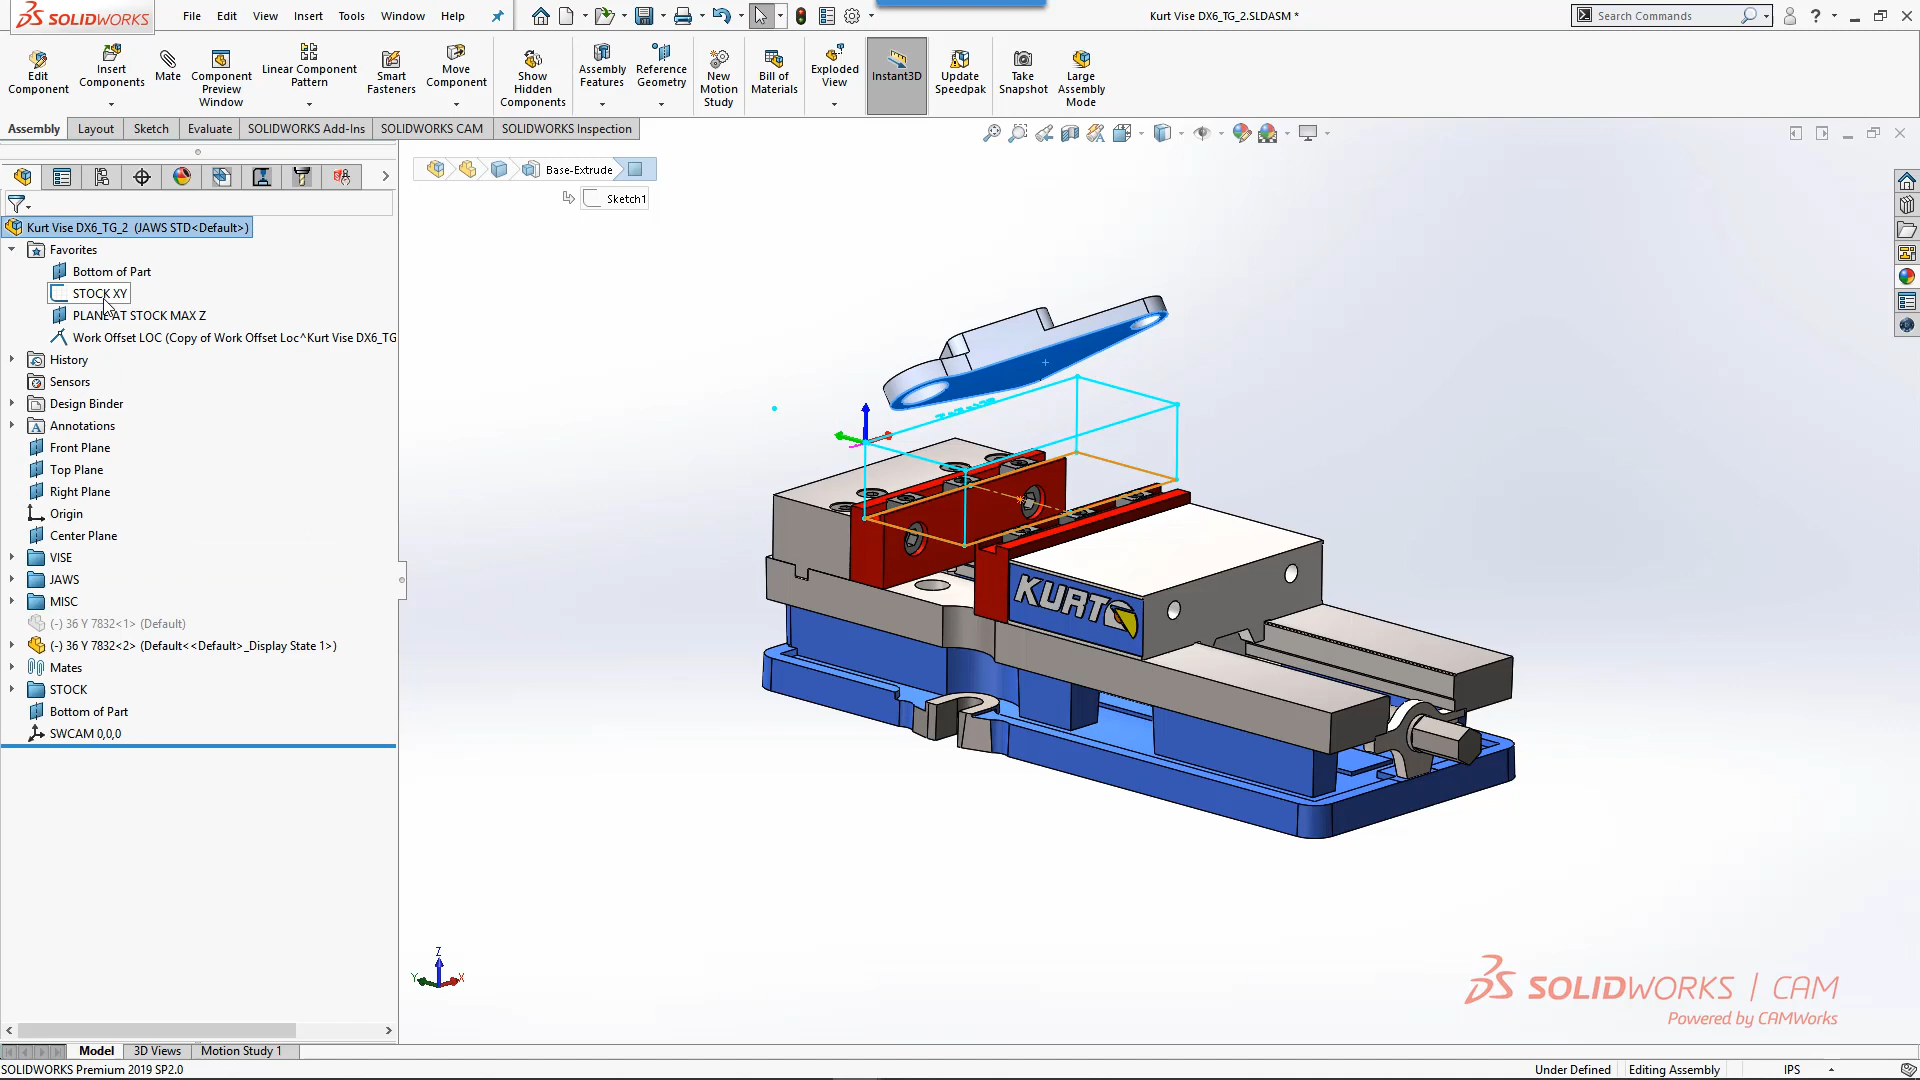 SOLIDWORKS
File Edit View Insert Tools Window Help
Kurt Vise DX6_TG_2.SLDASM *
Search Commands
Edit Component
Insert Components
Mate
Component Preview Window
Linear Component Pattern
Smart Fasteners
Move Component
Show Hidden Components
Assembly Features
Reference Geometry
New Motion Study
Bill of Materials
Exploded View
Instant3D
Update Speedpak
Take Snapshot
Large Assembly Mode
Assembly Layout Sketch Evaluate SOLIDWORKS Add-Ins SOLIDWORKS CAM SOLIDWORKS Inspection
Base-Extrude
Sketch1
Kurt Vise DX6_TG_2 (JAWS STD<Default>)
Favorites
Bottom of Part
STOCK XY
PLANE AT STOCK MAX Z
Work Offset LOC (Copy of Work Offset Loc^Kurt Vise DX6_TG
History
Sensors
Design Binder
Annotations
Front Plane
Top Plane
Right Plane
Origin
Center Plane
VISE
JAWS
MISC
(-) 36 Y 7832<1> (Default)
(-) 36 Y 7832<2> (Default<<Default>_Display State 1>)
Mates
STOCK
Bottom of Part
SWCAM 0,0,0
KURT
Z
Y X
SOLIDWORKS | CAM
Powered by CAMWorks
Model 3D Views Motion Study 1
SOLIDWORKS Premium 2019 SP2.0
Under Defined Editing Assembly IPS